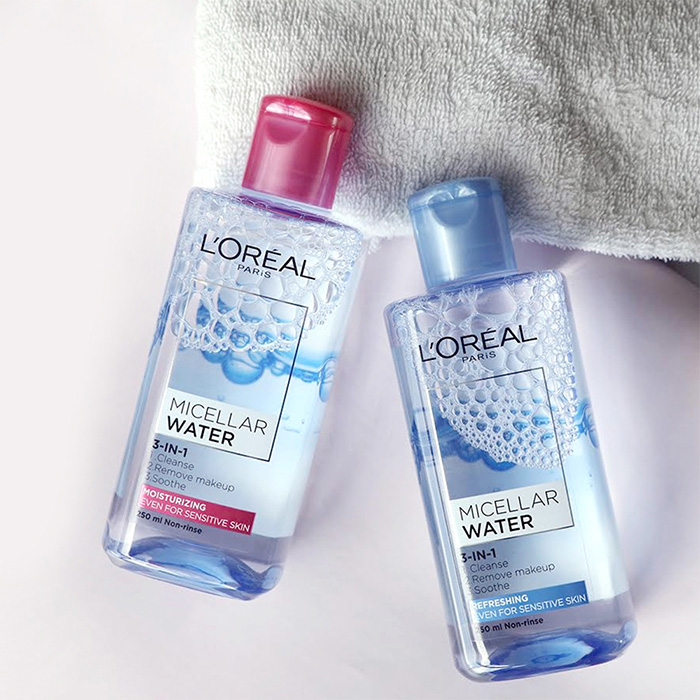 L'ORÉAL
PARIS
MICELLAR
WATER
3-IN-1
1.Cleanse
2.Remove makeup
3.Soothe
MOISTURIZING
EVEN FOR SENSITIVE SKIN
250 ml Non-rinse
L'ORÉAL
PARIS
MICELLAR
WATER
3-IN-1
Cleanse
Remove makeup
Soothe
REFRESHING
EVEN FOR SENSITIVE SKIN
250 ml Non-rinse